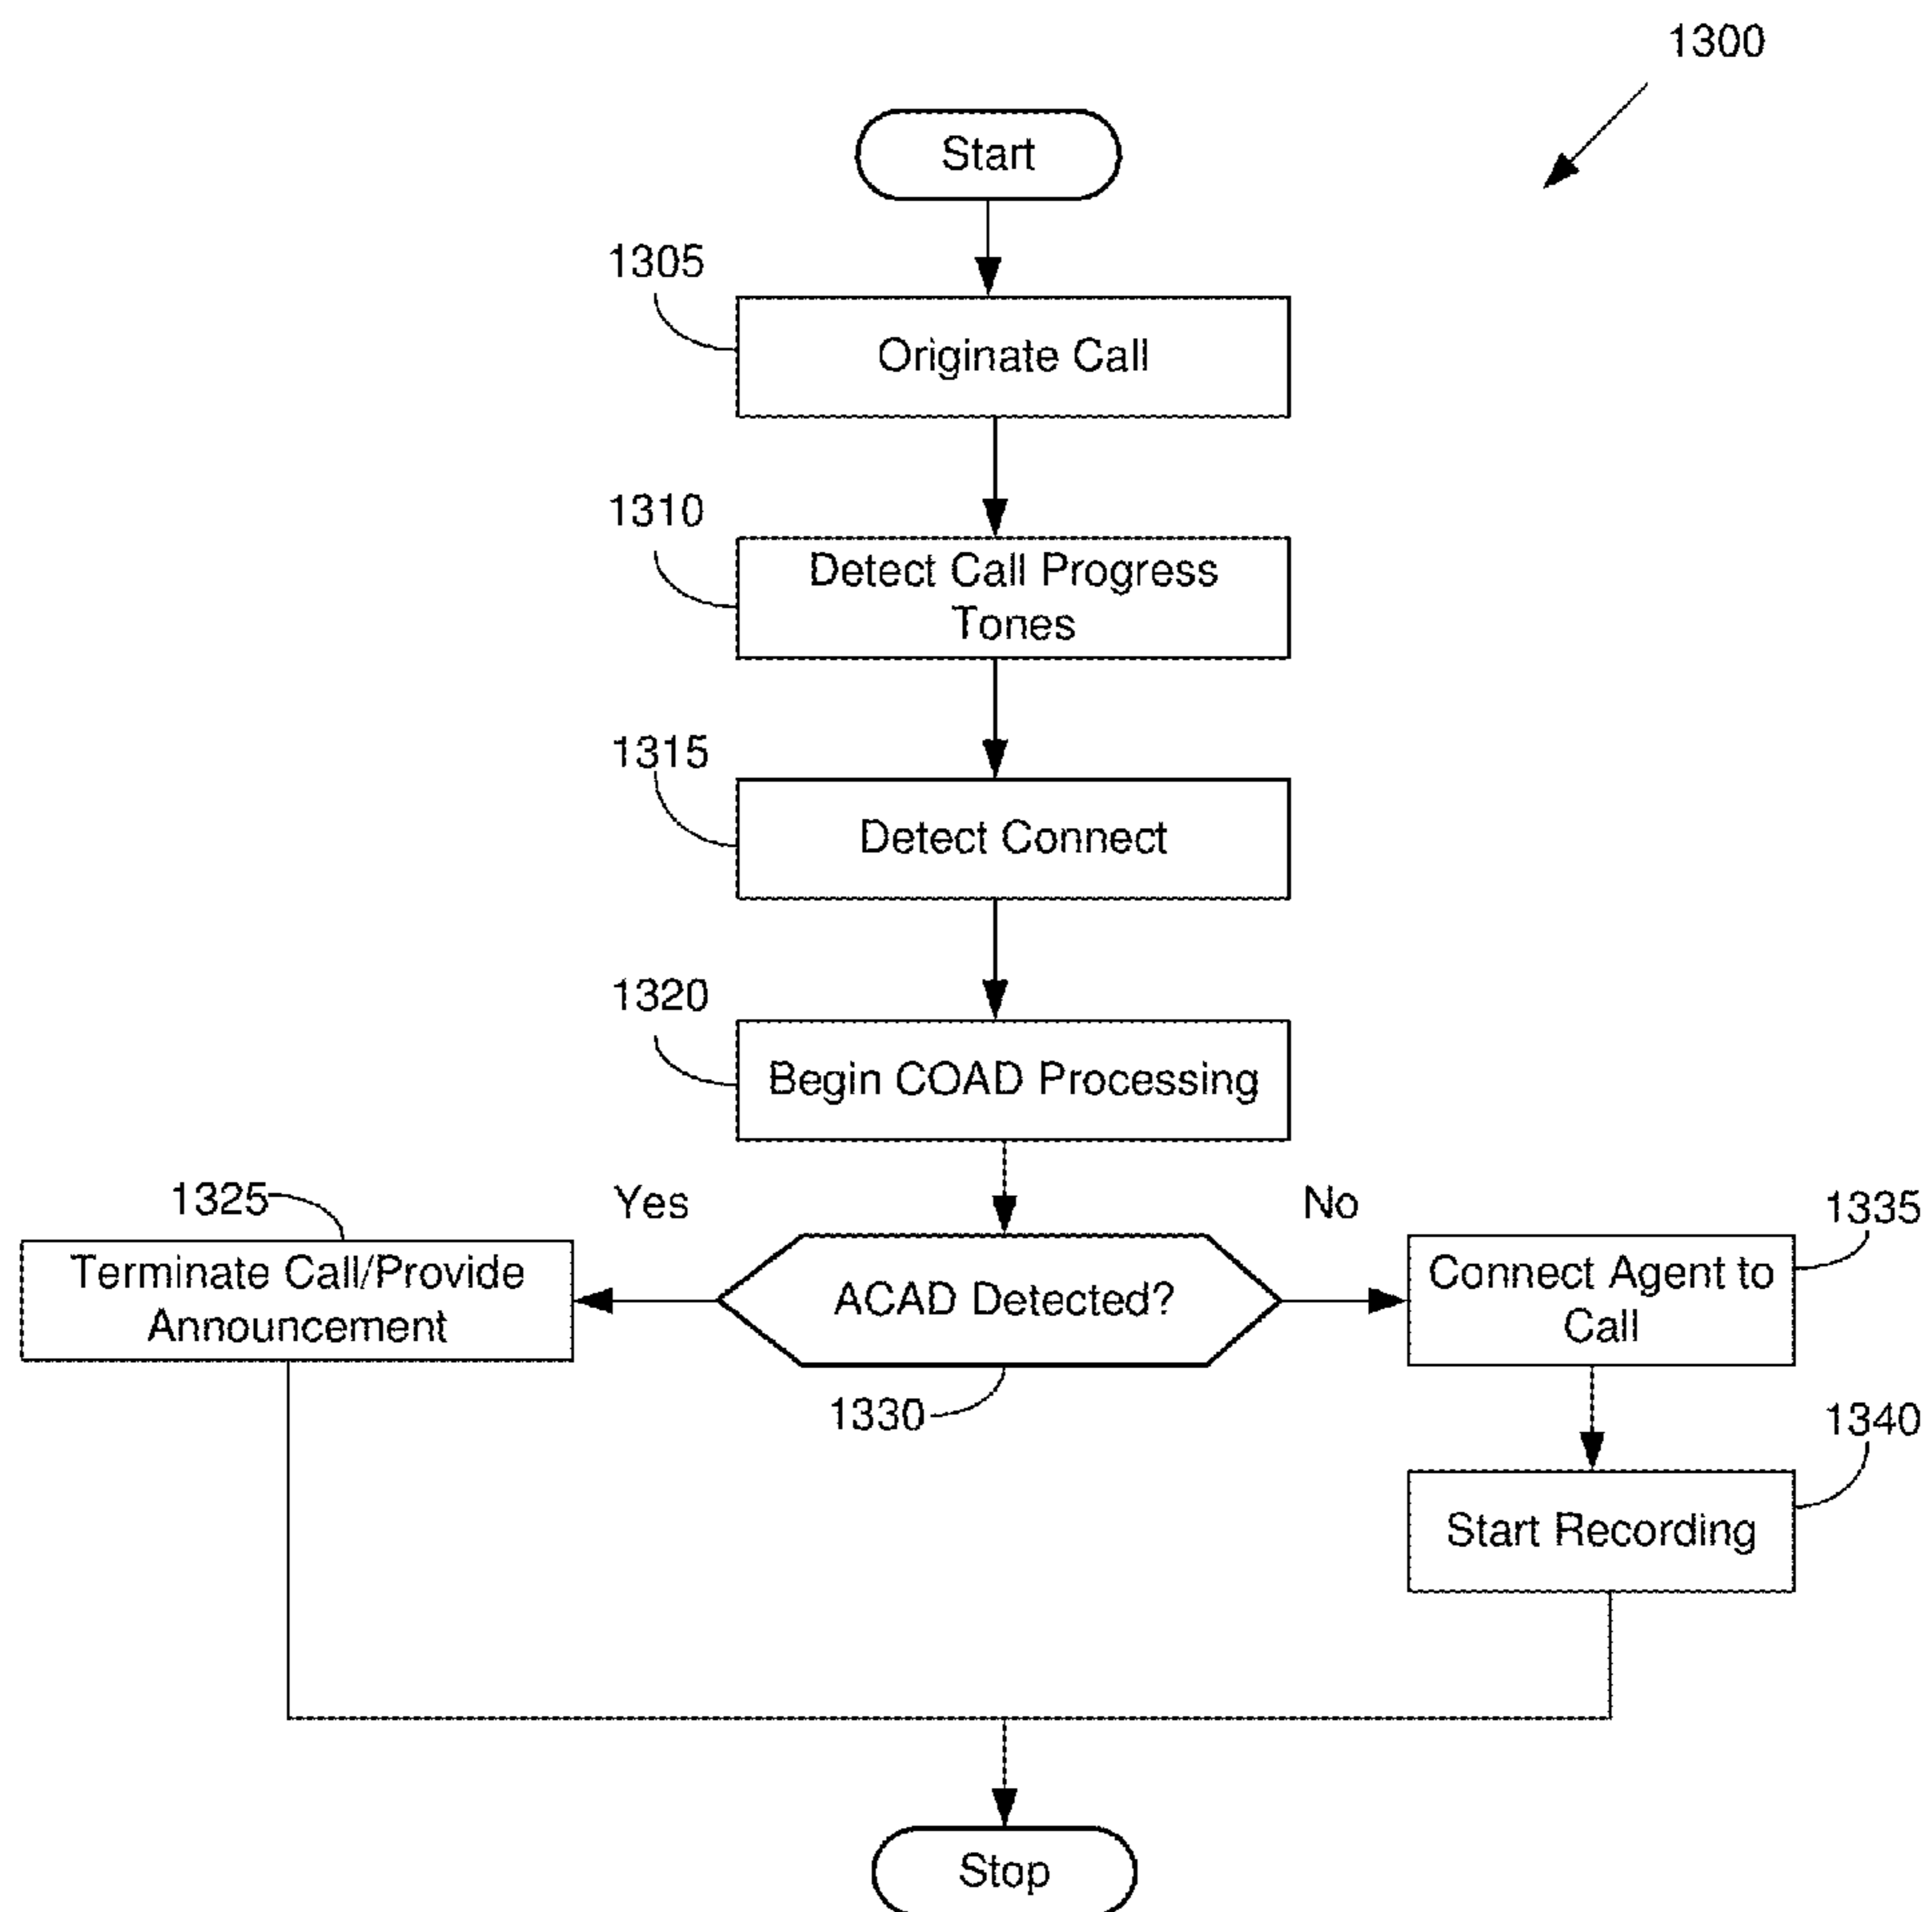 1300
Start
1305
Originate Call
1310
Detect Call Progress
Tones
1315
Detect Connect
1320
Begin COAD Processing
1325
Yes
No
1335
Terminate Call/Provide
Announcement
ACAD Detected?
Connect Agent to
Call
1330
1340
Start Recording
Stop